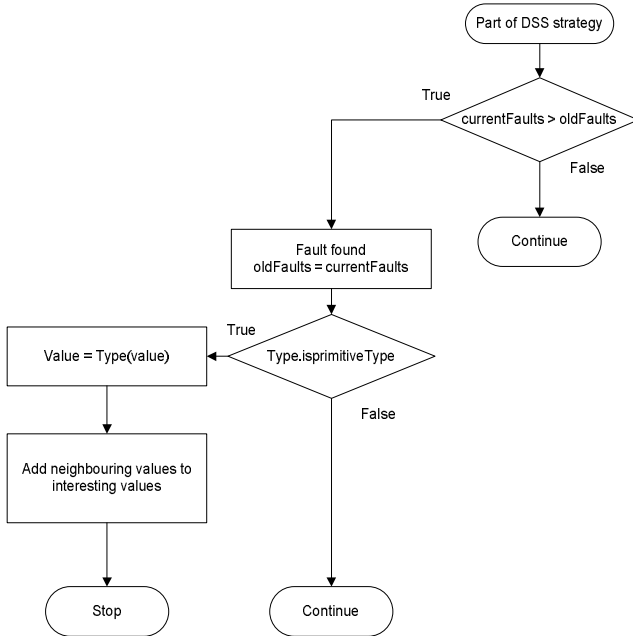 Part of DSS strategy
True
currentFaults > oldFaults
False
Continue
Fault found
oldFaults = currentFaults
True
Value = Type(value)
Type.isprimitiveType
False
Add neighbouring values to
interesting values
Stop
Continue